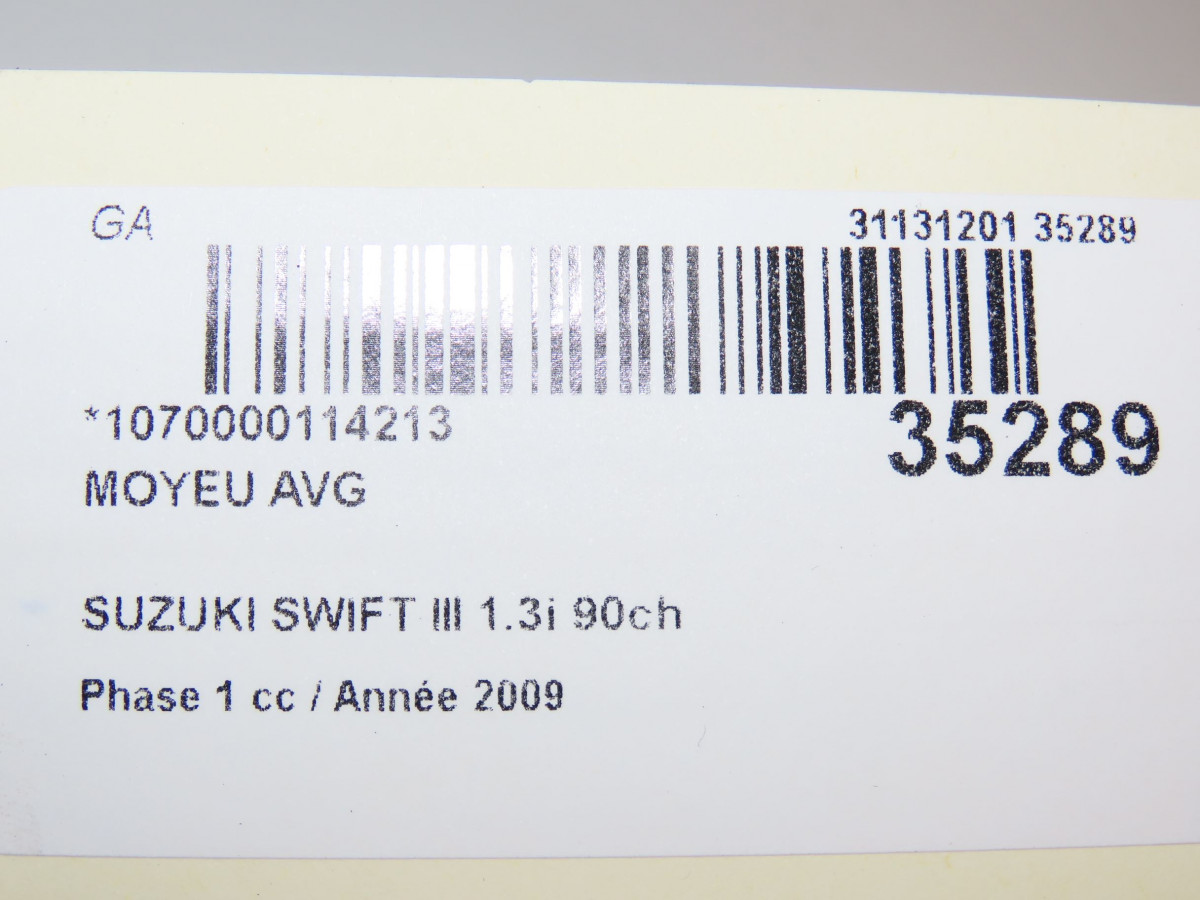 GA
31131201 35289
*1070000114213
35289
MOYEU AVG
SUZUKI SWIFT III 1.3i 90ch
Phase 1 cc / Année 2009